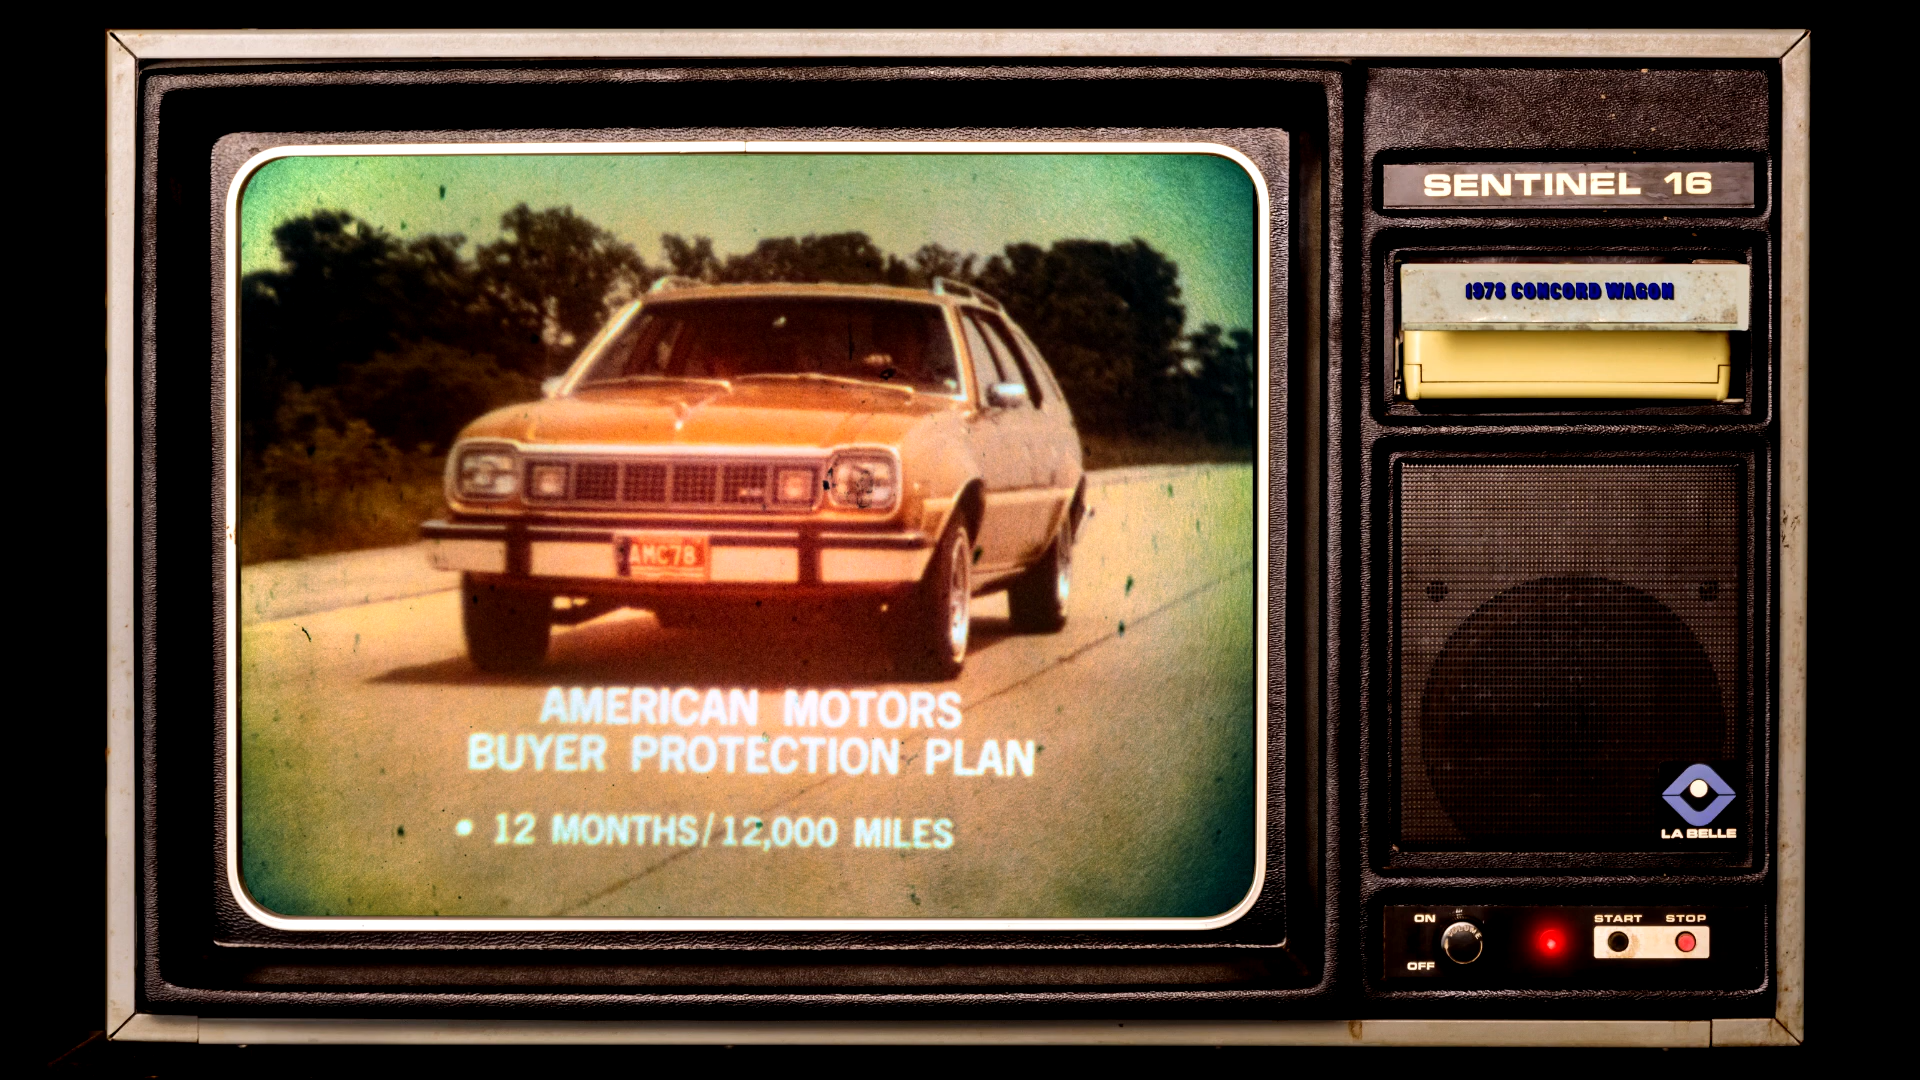 SENTINEL 16
1978 CONCORD WAGON
AMC78
AMERICAN MOTORS
BUYER PROTECTION PLAN
• 12 MONTHS/12,000 MILES
LA BELLE
ON
OFF
VOLUME
START STOP